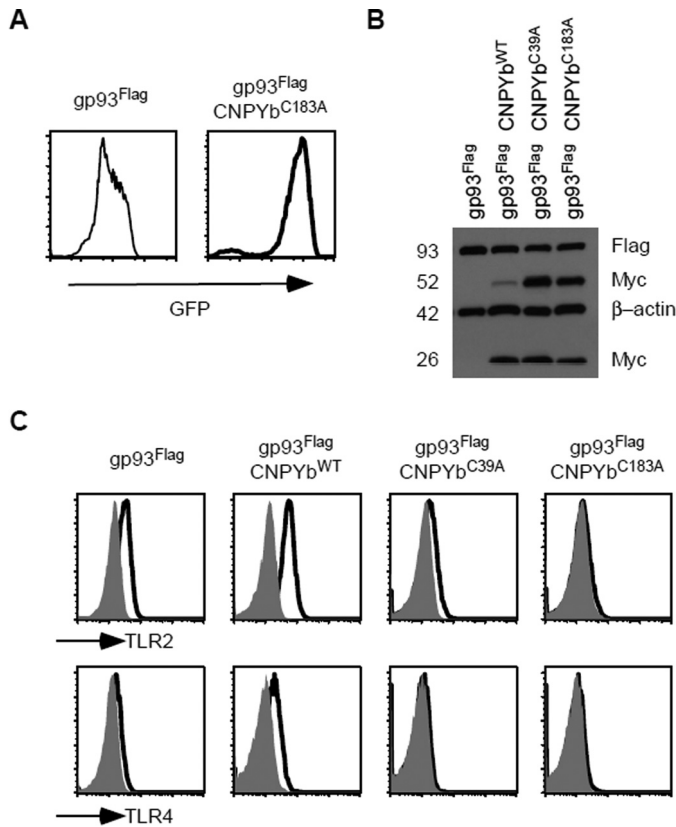 A
gp93Flag
gp93Flag
CNPYbC183A
GFP
B
gp93Flag
gp93Flag CNPYbWT
gp93Flag CNPYbC39A
gp93Flag CNPYbC183A
93 Flag
52 Myc
42 β–actin
26 Myc
C
gp93Flag
gp93Flag
CNPYbWT
gp93Flag
CNPYbC39A
gp93Flag
CNPYbC183A
TLR2
TLR4